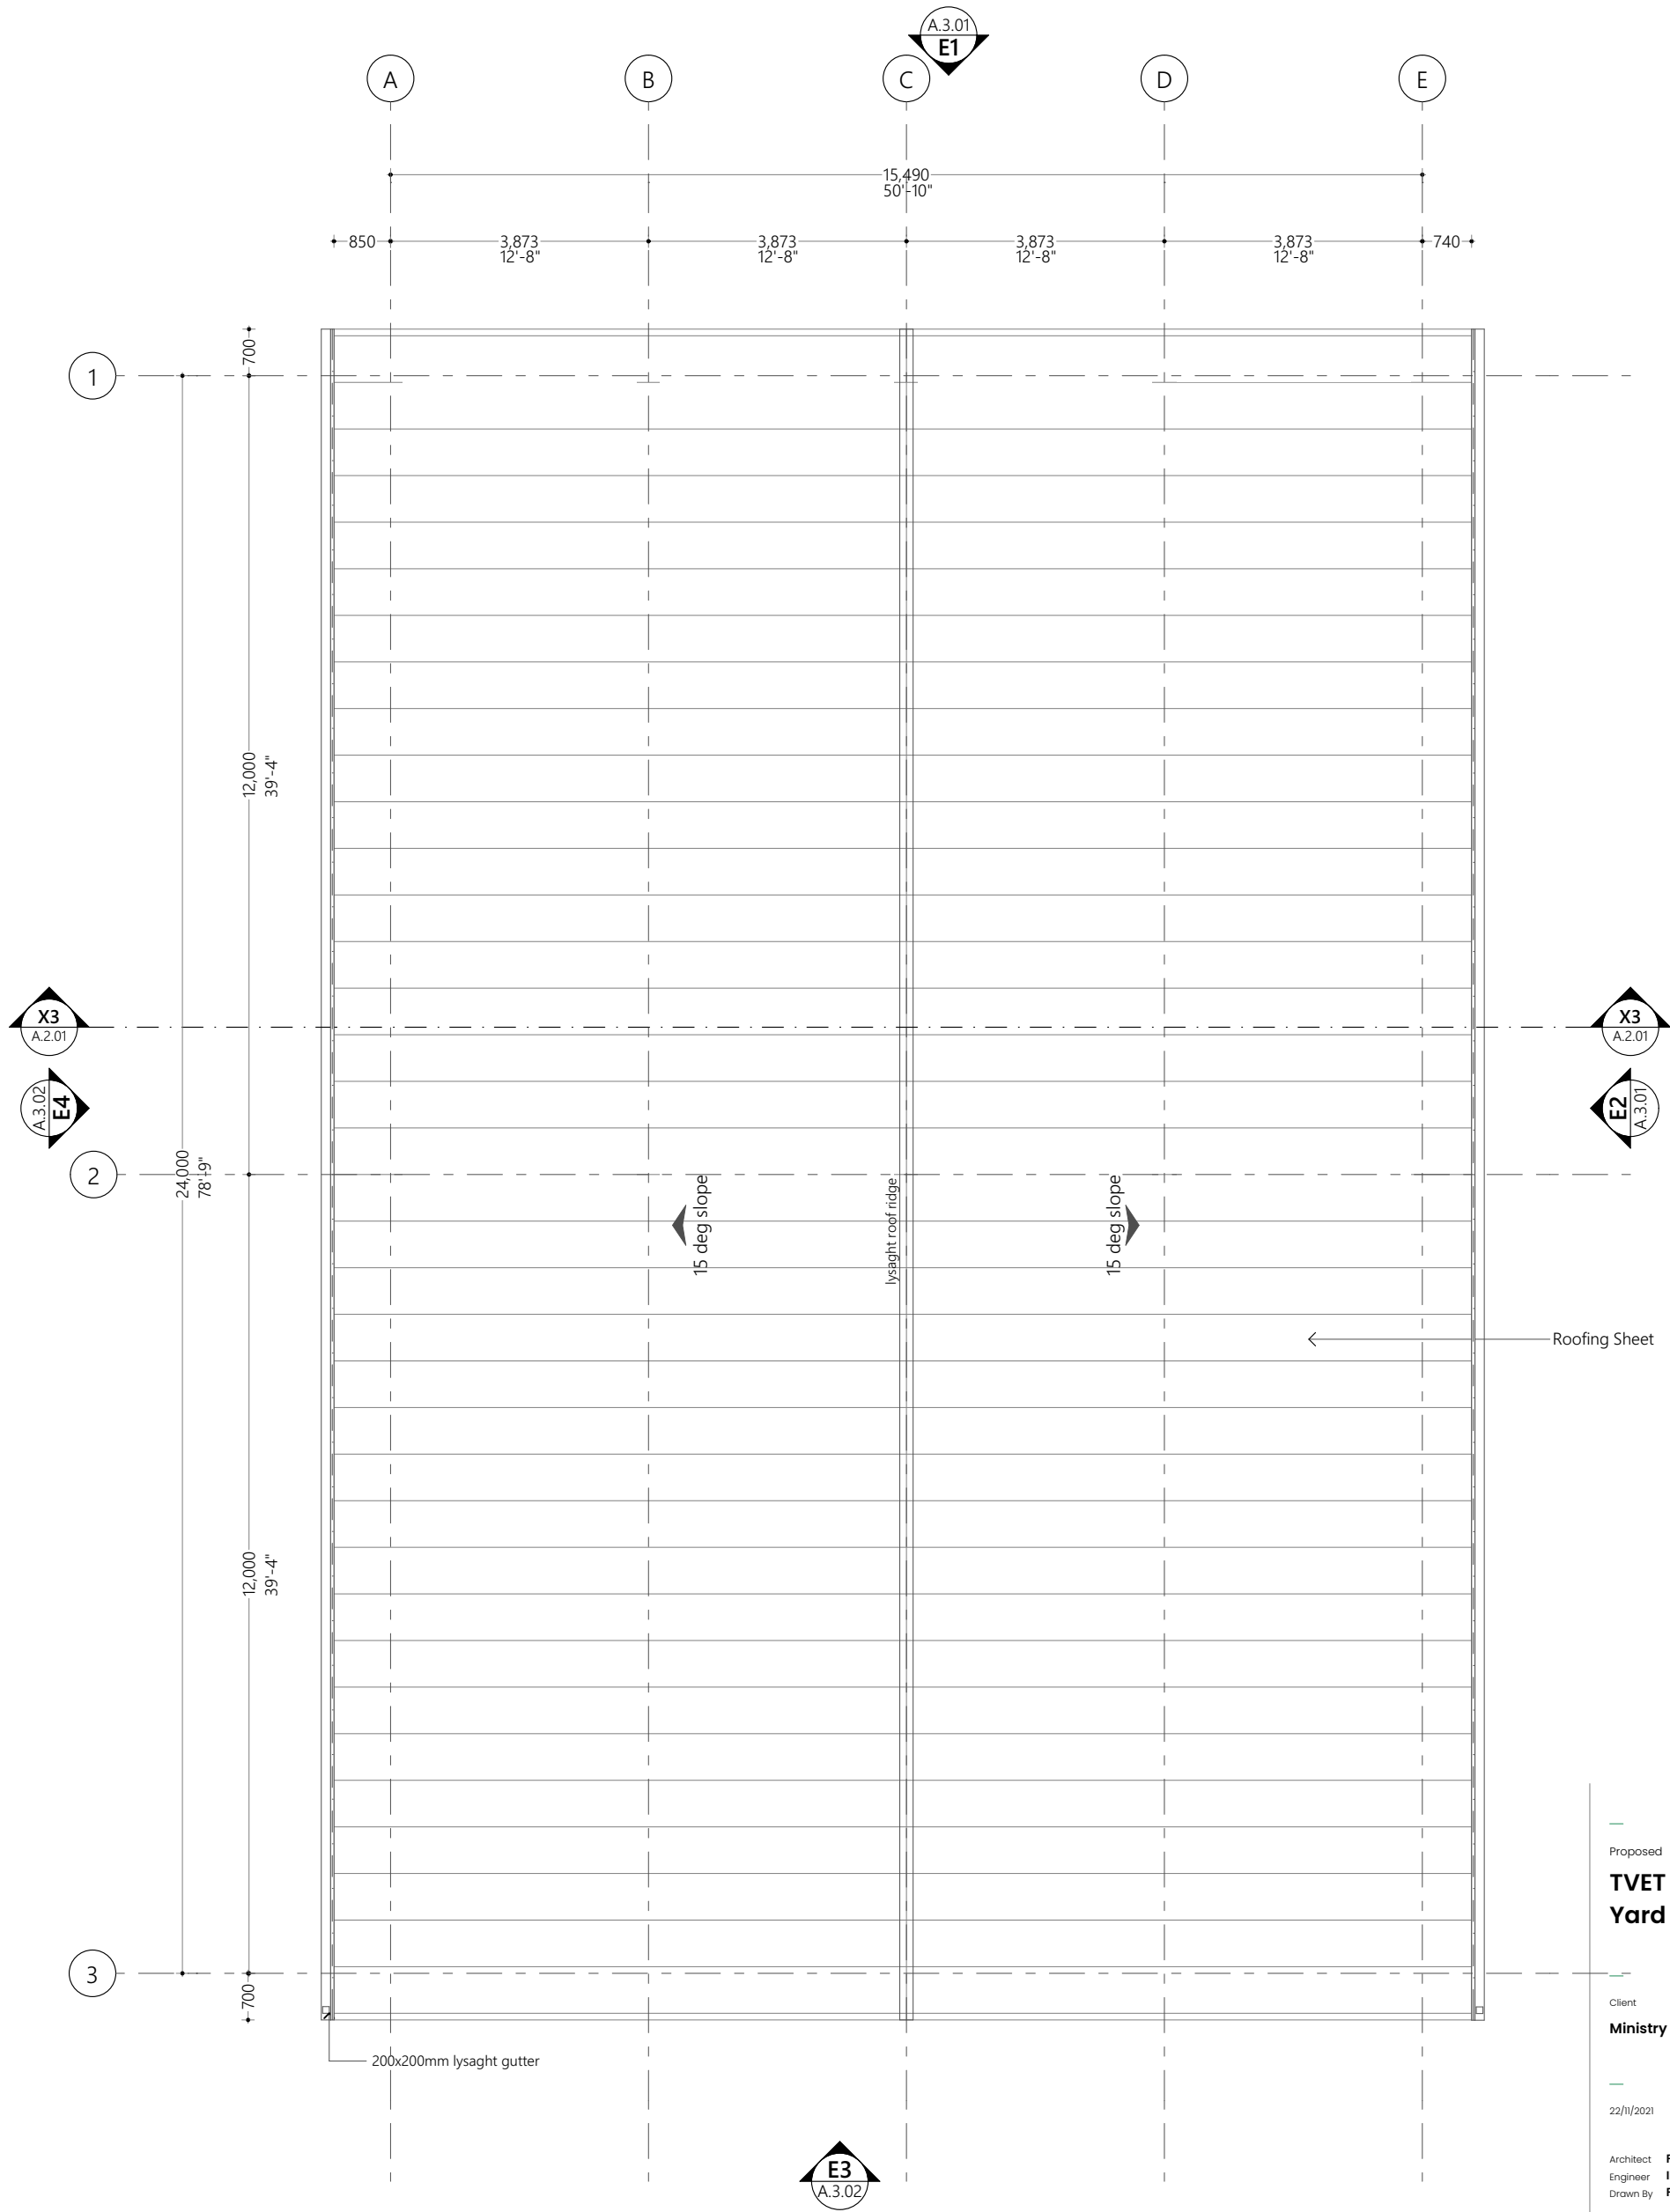 A.3.01
E1
A
B
C
D
E
15,490
50'-10"
850
3,873
12'-8"
3,873
12'-8"
3,873
12'-8"
3,873
12'-8"
740
700
1
12,000
39'-4"
X3
A.2.01
X3
A.2.01
A.3.02
E4
E2
A.3.01
2
24,000
78'-9"
15 deg slope
lysaght roof ridge
15 deg slope
Roofing Sheet
12,000
39'-4"
3
700
200x200mm lysaght gutter
E3
A.3.02
Proposed
TVET
Yard
Client
Ministry
22/11/2021
Architect
Engineer
Drawn By